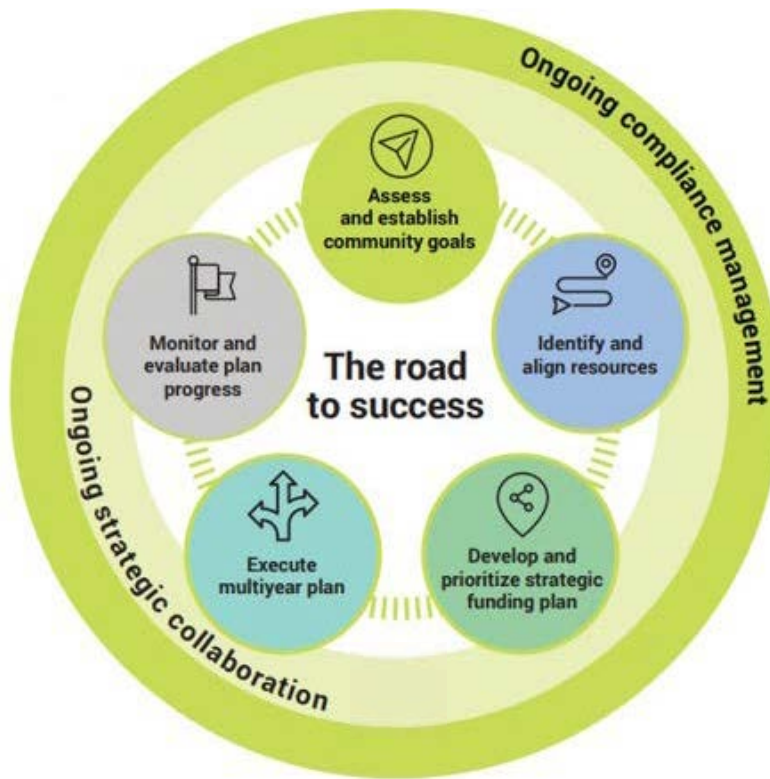 Ongoing compliance management
Assess
and establish
community goals
Identify and
align resources
Develop and
prioritize strategic
funding plan
Execute
multiyear plan
Monitor and
evaluate plan
progress
The road
to success
Ongoing strategic collaboration